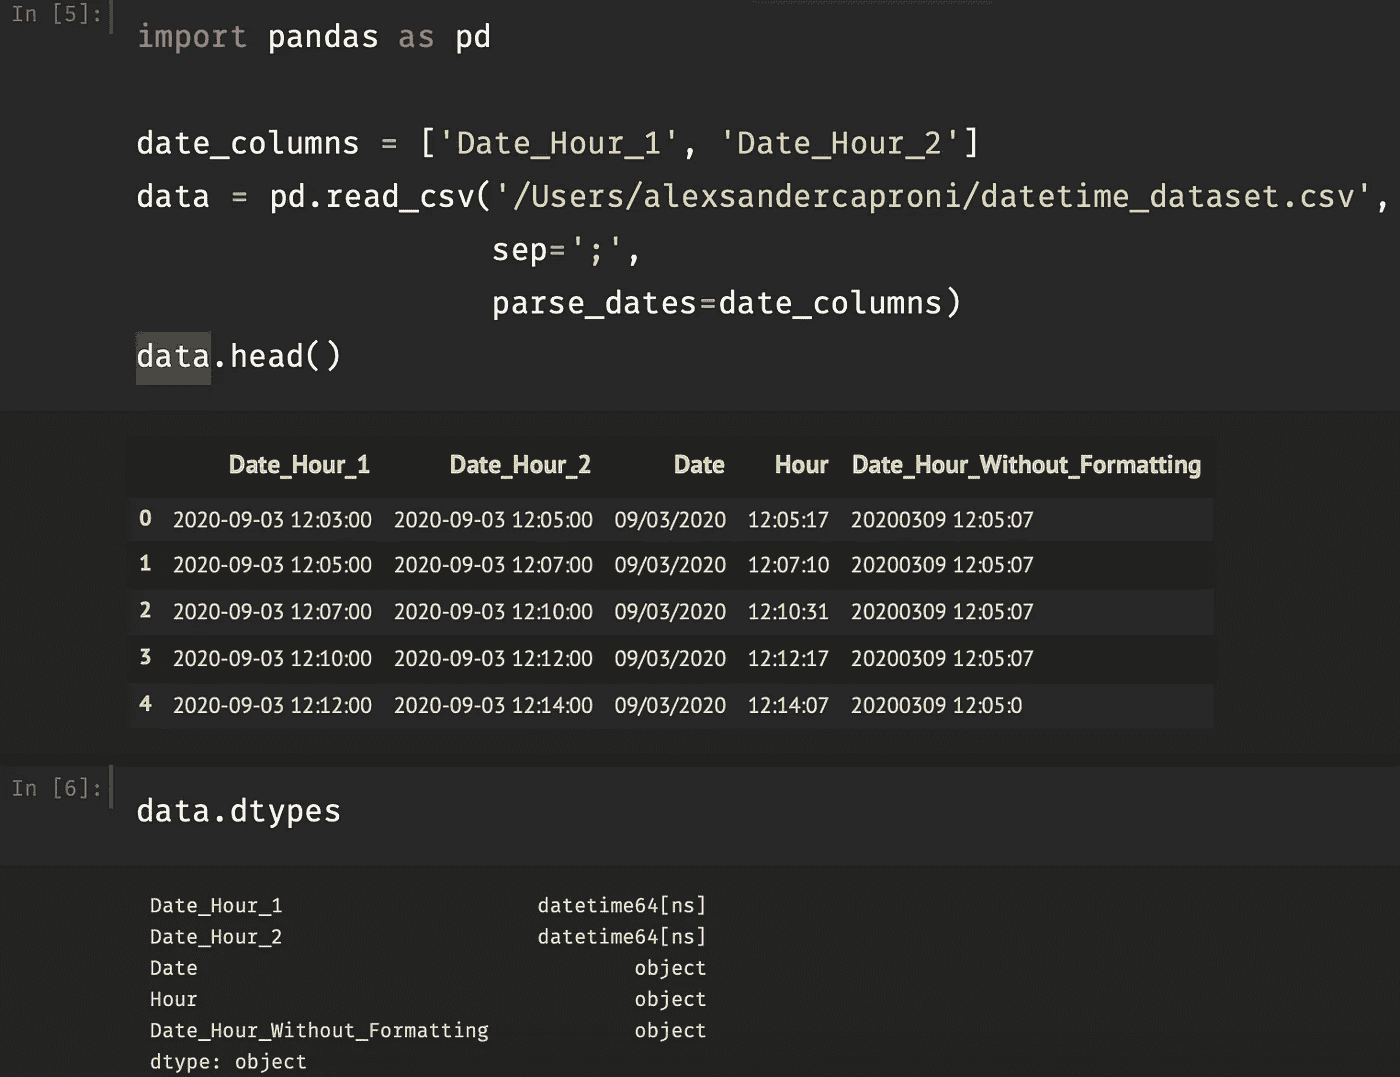 In [5]:
import pandas as pd
date_columns = ['Date_Hour_1', 'Date_Hour_2']
data = pd.read_csv('/Users/alexsandercaproni/datetime_dataset.csv',
sep=';',
parse_dates=date_columns)
data.head()
Date_Hour_1 Date_Hour_2 Date Hour Date_Hour_Without_Formatting
0 2020-09-03 12:03:00 2020-09-03 12:05:00 09/03/2020 12:05:17 20200309 12:05:07
1 2020-09-03 12:05:00 2020-09-03 12:07:00 09/03/2020 12:07:10 20200309 12:05:07
2 2020-09-03 12:07:00 2020-09-03 12:10:00 09/03/2020 12:10:31 20200309 12:05:07
3 2020-09-03 12:10:00 2020-09-03 12:12:00 09/03/2020 12:12:17 20200309 12:05:07
4 2020-09-03 12:12:00 2020-09-03 12:14:00 09/03/2020 12:14:07 20200309 12:05:0
In [6]:
data.dtypes
Date_Hour_1 datetime64[ns]
Date_Hour_2 datetime64[ns]
Date object
Hour object
Date_Hour_Without_Formatting object
dtype: object